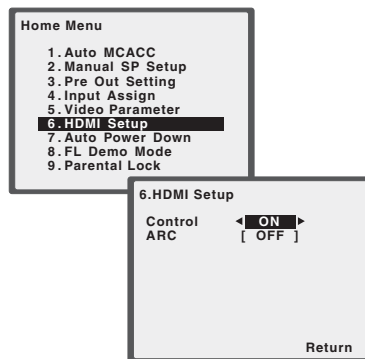 Home Menu
1.Auto MCACC
2.Manual SP Setup
3.Pre Out Setting
4.Input Assign
5.Video Parameter
6.HDMI Setup
7.Auto Power Down
8.FL Demo Mode
9.Parental Lock
6.HDMI Setup
Control ◄ ON ►
ARC [ OFF ]
Return